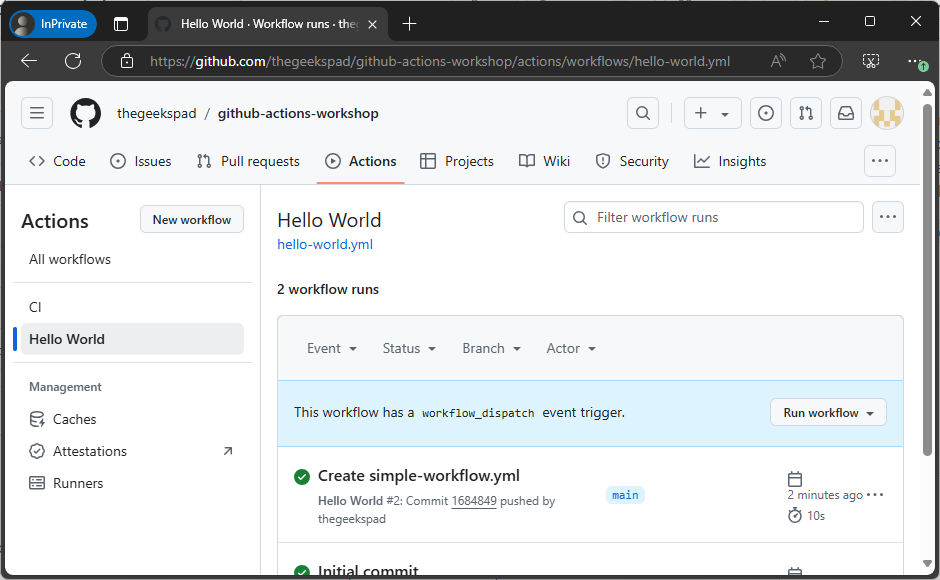 InPrivate
Hello World · Workflow runs · the
https://github.com/thegeekspad/github-actions-workshop/actions/workflows/hello-world.yml
thegeekspad / github-actions-workshop
Code Issues Pull requests Actions Projects Wiki Security Insights
Actions
New workflow
All workflows
CI
Hello World
Management
Caches
Attestations
Runners
Hello World
hello-world.yml
Filter workflow runs
2 workflow runs
Event Status Branch Actor
This workflow has a workflow_dispatch event trigger.
Run workflow
Create simple-workflow.yml
Hello World #2: Commit 1684849 pushed by
thegeekspad
main
2 minutes ago
10s
Initial commit